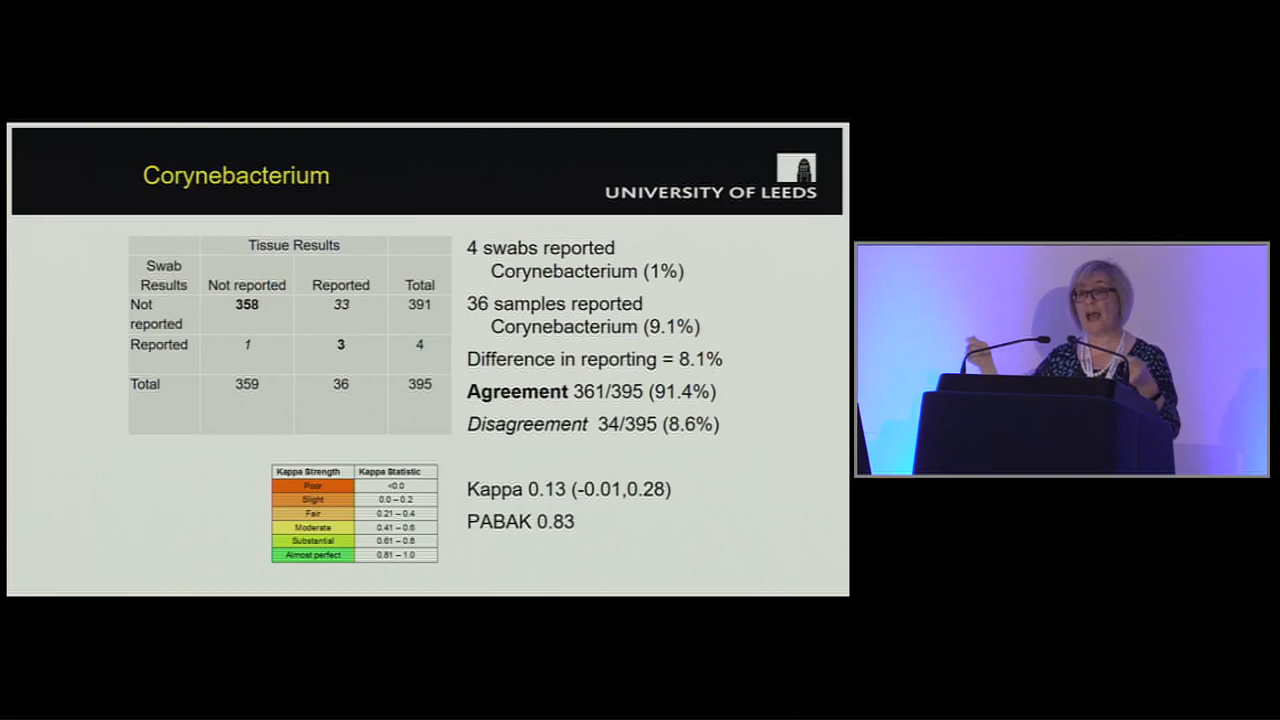 Corynebacterium
UNIVERSITY OF LEEDS
Tissue Results
Swab Results Not reported Reported Total
Not reported 358 33 391
Reported 1 3 4
Total 359 36 395
4 swabs reported
Corynebacterium (1%)
36 samples reported
Corynebacterium (9.1%)
Difference in reporting = 8.1%
Agreement 361/395 (91.4%)
Disagreement 34/395 (8.6%)
Kappa Strength Kappa Statistic
Poor <0.0
Slight 0.0 – 0.2
Fair 0.21 – 0.4
Moderate 0.41 – 0.6
Substantial 0.61 – 0.8
Almost perfect 0.81 – 1.0
Kappa 0.13 (-0.01,0.28)
PABAK 0.83